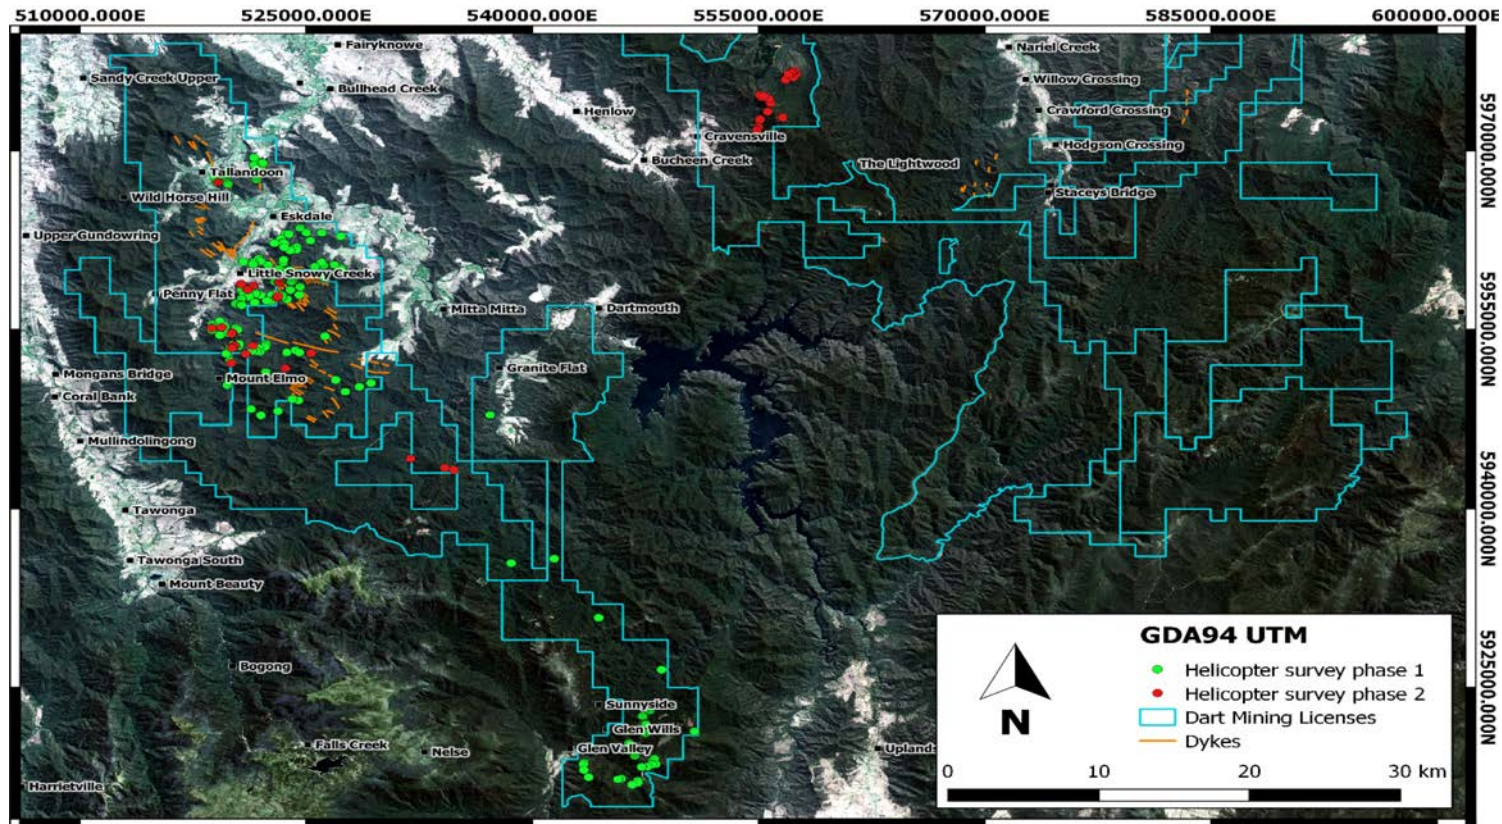 510000.000E 525000.000E 540000.000E 555000.000E 570000.000E 585000.000E 600000.000E
Fairyknowe
Nariel Creek
Sandy Creek Upper
Willow Crossing
Bullhead Creek
Henlow
Crawford Crossing
5970000.000N
Cravensville
Hodgson Crossing
Bucheen Creek
The Lightwood
Tallandoon
Staceys Bridge
Wild Horse Hill
Eskdale
Upper Gundowring
Little Snowy Creek
Penny Flat
5955000.000N
Mitta Mitta
Dartmouth
Granite Flat
Mongans Bridge
Mount Elmo
Coral Bank
Mullindolingong
5940000.000N
Tawonga
Tawonga South
Mount Beauty
5925000.000N
Bogong
Sunnyside
Glen Wills
Falls Creek
Nelse
Glen Valley
Uplands
Harrietville
GDA94 UTM
Helicopter survey phase 1
Helicopter survey phase 2
Dart Mining Licenses
Dykes
N
0 10 20 30 km